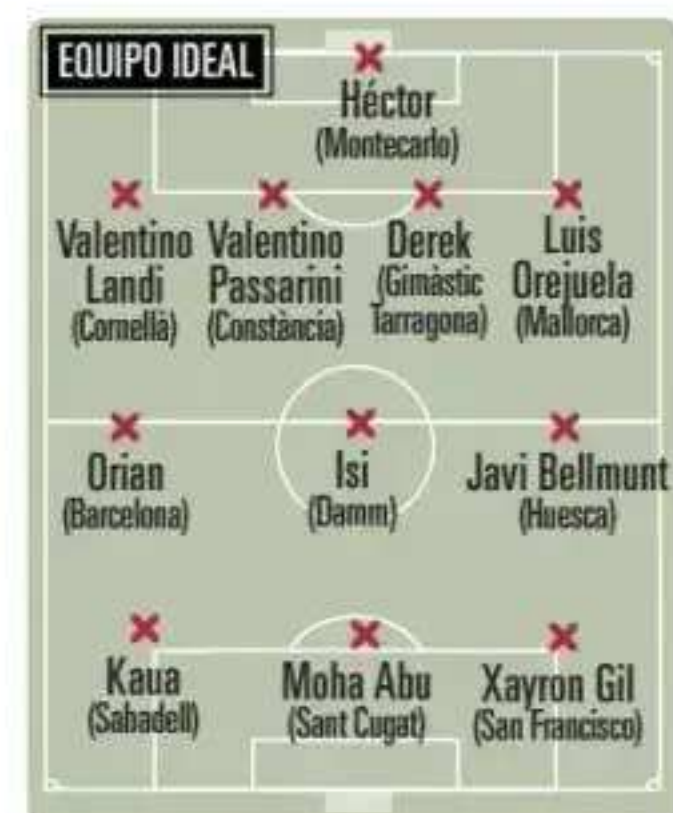 EQUIPO IDEAL
Héctor
(Montecarlo)
Valentino
Landi
(Cornellà)
Valentino
Passarini
(Constància)
Derek
(Gimàstic
Tarragona)
Luis
Orejuela
(Mallorca)
Orian
(Barcelona)
Isi
(Damm)
Javi Bellmunt
(Huesca)
Kaua
(Sabadell)
Moha Abu
(Sant Cugat)
Xayron Gil
(San Francisco)